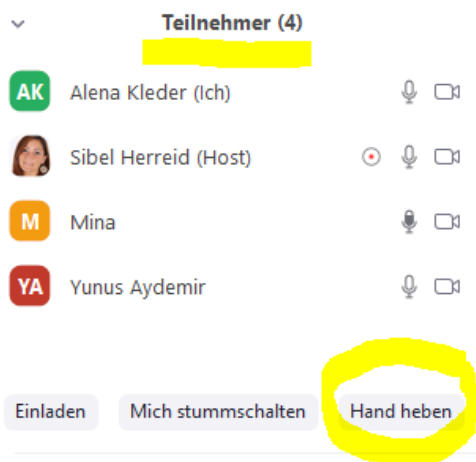 Teilnehmer (4)
AK Alena Kleder (Ich)
Sibel Herreid (Host)
M Mina
YA Yunus Aydemir
Einladen Mich stummschalten Hand heben